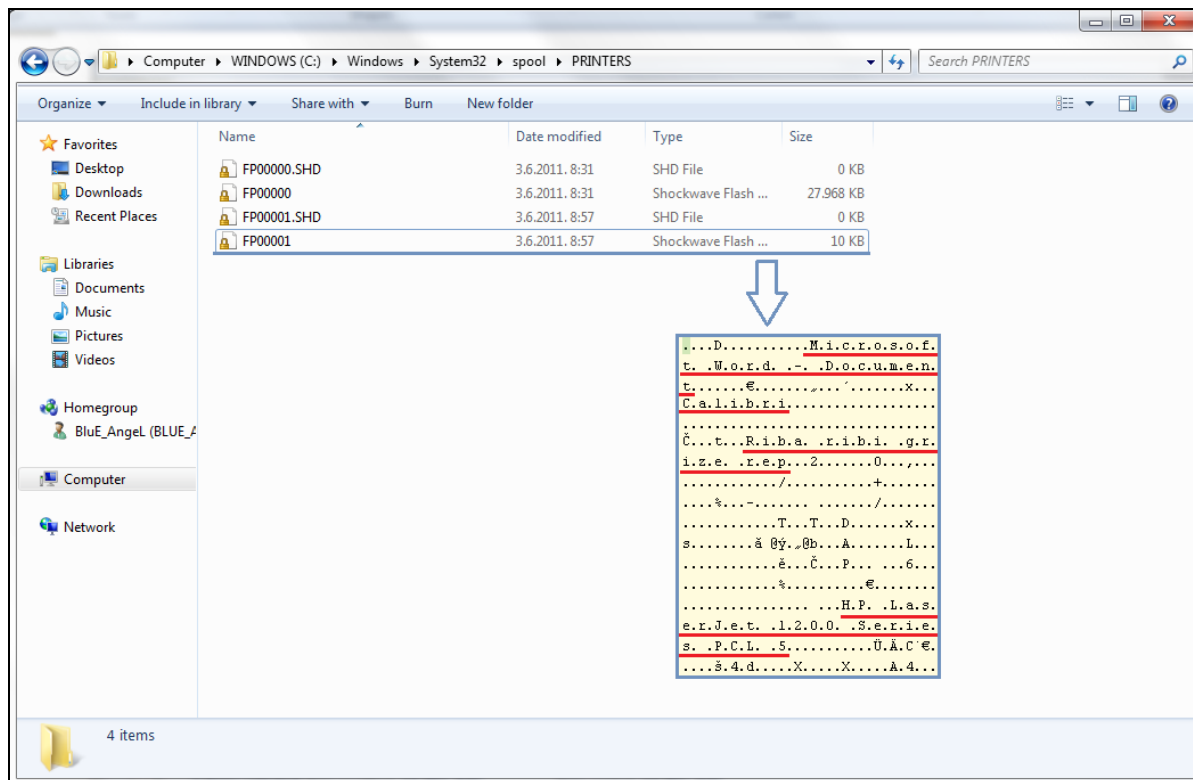 Computer ▸ WINDOWS (C:) ▸ Windows ▸ System32 ▸ spool ▸ PRINTERS
Search PRINTERS
Organize Include in library Share with Burn New folder
Favorites
Desktop
Downloads
Recent Places
Libraries
Documents
Music
Pictures
Videos
Homegroup
BluE_AngeL (BLUE_A
Computer
Network
Name Date modified Type Size
FP00000.SHD 3.6.2011. 8:31 SHD File 0 KB
FP00000 3.6.2011. 8:31 Shockwave Flash ... 27.968 KB
FP00001.SHD 3.6.2011. 8:57 SHD File 0 KB
FP00001 3.6.2011. 8:57 Shockwave Flash ... 10 KB
....D...........M.i.c.r.o.s.o.f.
t. .W.o.r.d. .-. .D.o.c.u.m.e.n.
t.......€.......„...´.......x...
C.a.l.i.b.r.i...................
................................
Č...t...R.i.b.a. .r.i.b.i. .g.r.
i.z.e. .r.e.p...2.......0...,...
............/...........+.......
....%...-....... ......./.......
............T...T...D.......x...
s........ă @ý.„@b...A.......L...
............ě...Č...P... ...6...
............%..........€........
................ ...H.P. .L.a.s.
e.r.J.e.t. .1.2.0.0. .S.e.r.i.e.
s. .P.C.L. .5...........Ü.Ä.C˙€.
....š.4.d.....X.....X.....A.4...
4 items